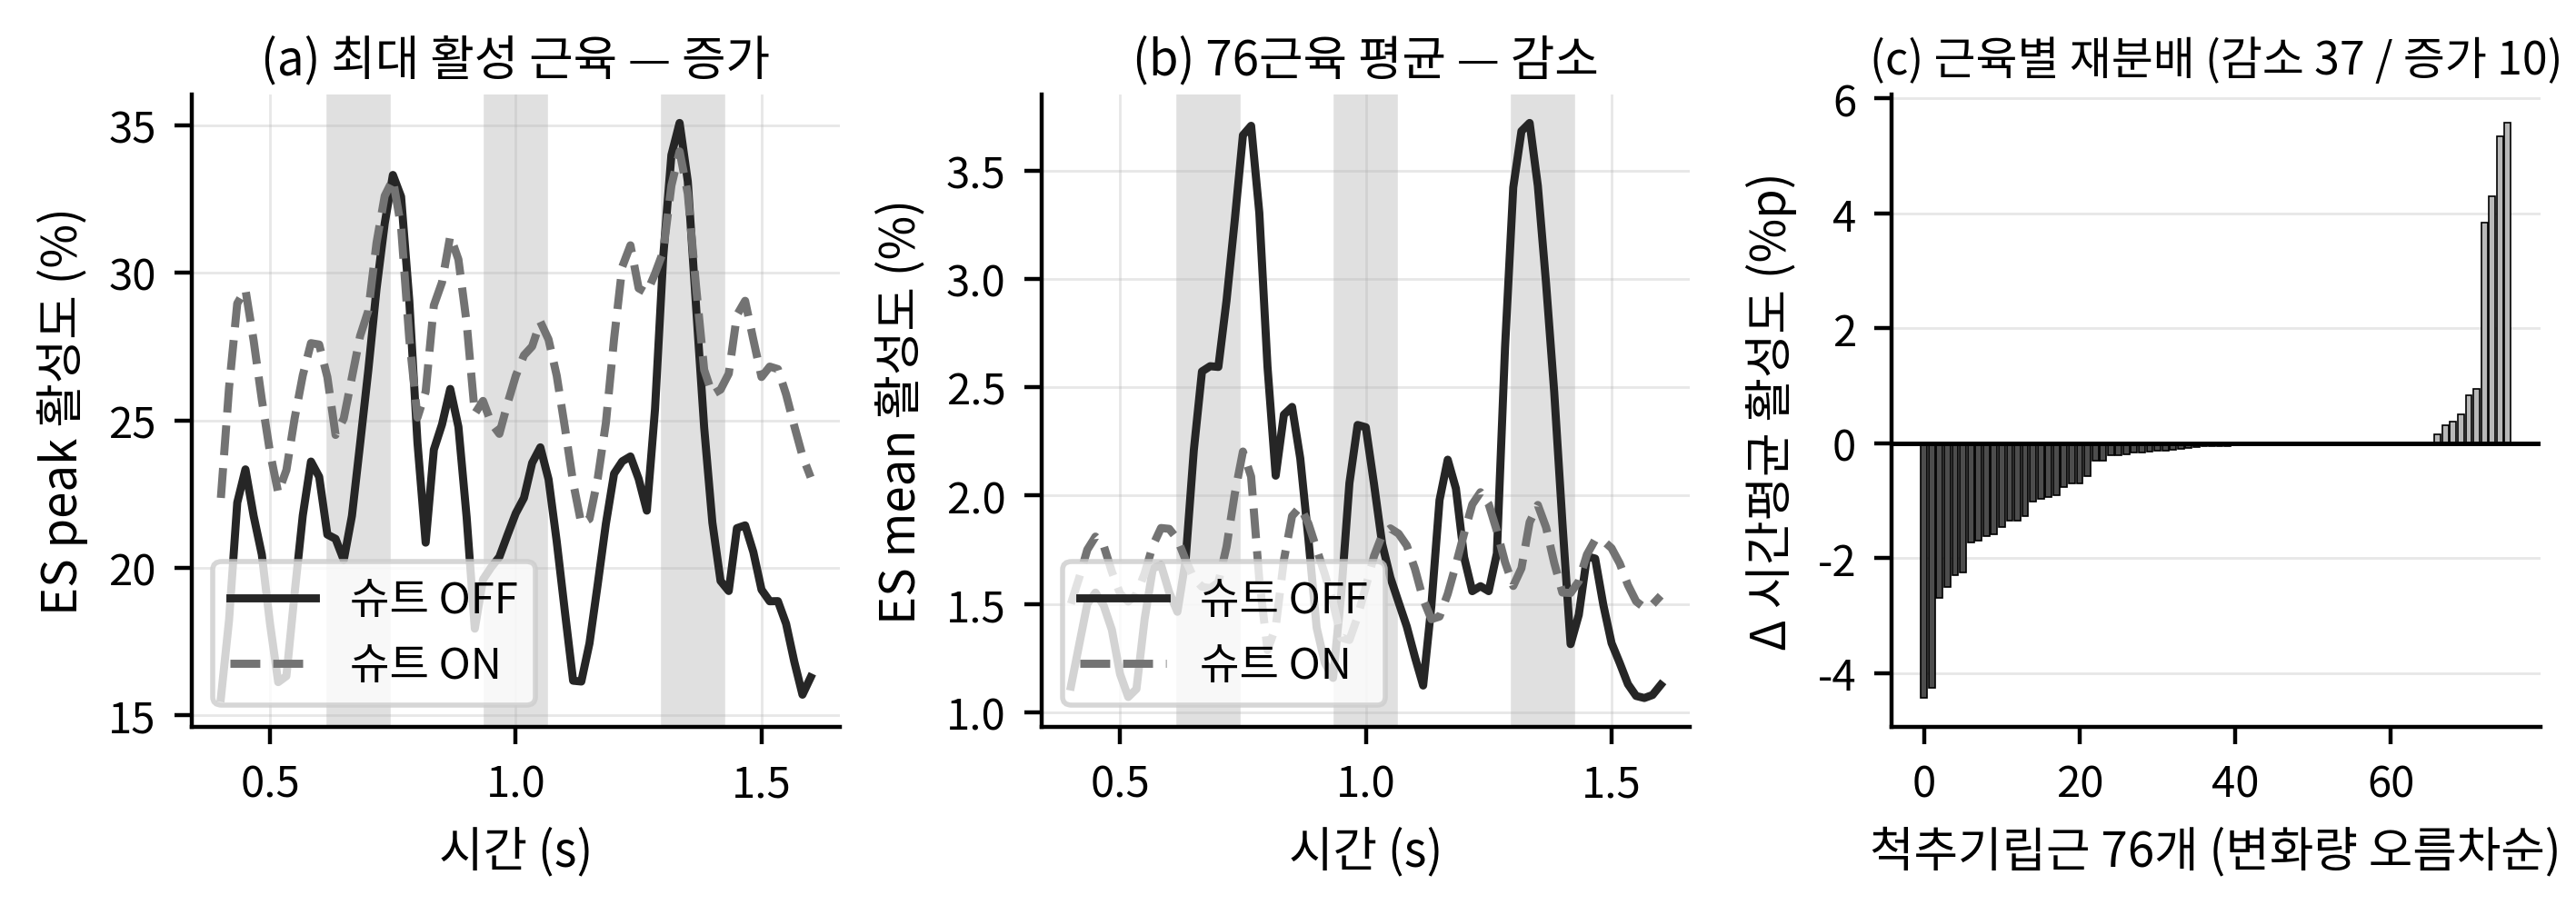 (a) 최대 활성 근육 — 증가
ES peak 활성도 (%)
35
30
25
20
15
슈트 OFF
슈트 ON
0.5
1.0
1.5
시간 (s)
(b) 76근육 평균 — 감소
ES mean 활성도 (%)
3.5
3.0
2.5
2.0
1.5
1.0
슈트 OFF
슈트 ON
0.5
1.0
1.5
시간 (s)
(c) 근육별 재분배 (감소 37 / 증가 10)
Δ 시간평균 활성도 (%p)
6
4
2
0
-2
-4
0
20
40
60
척추기립근 76개 (변화량 오름차순)